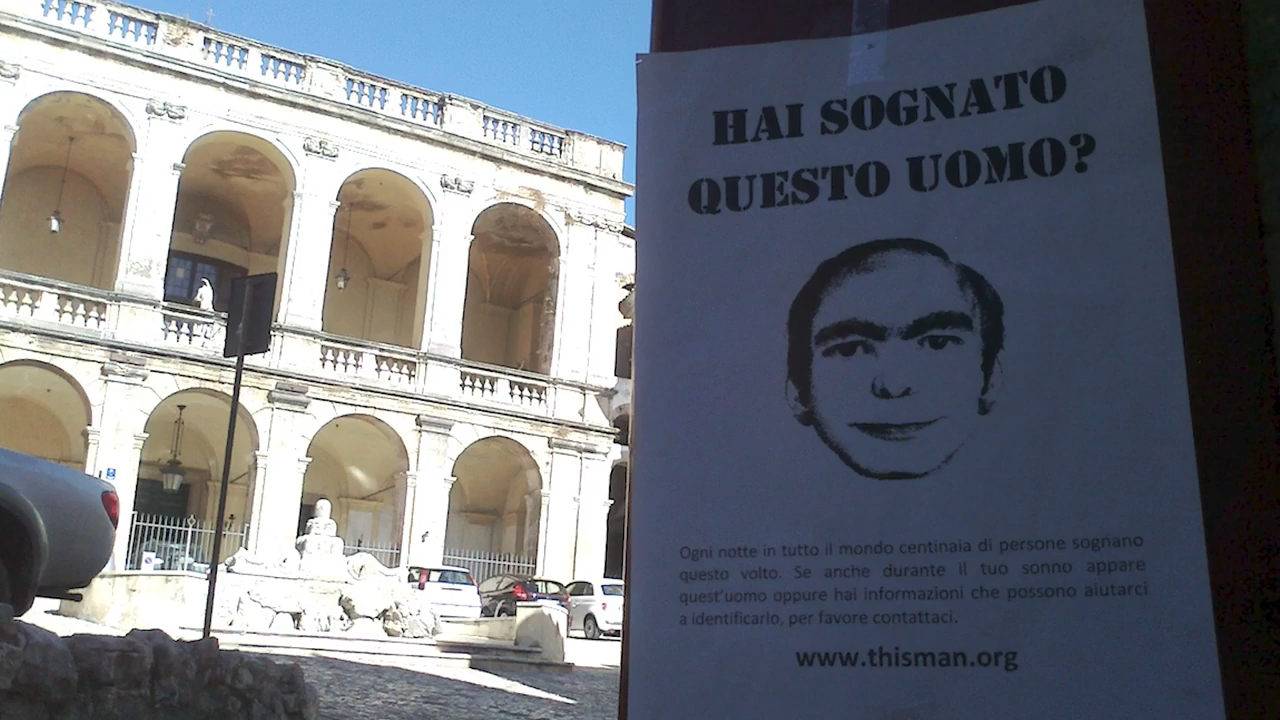 HAI SOGNATO
QUESTO UOMO?
Ogni notte in tutto il mondo centinaia di persone sognano
questo volto. Se anche durante il tuo sonno appare
quest'uomo oppure hai informazioni che possono aiutarci
a identificarlo, per favore contattaci.
www.thisman.org